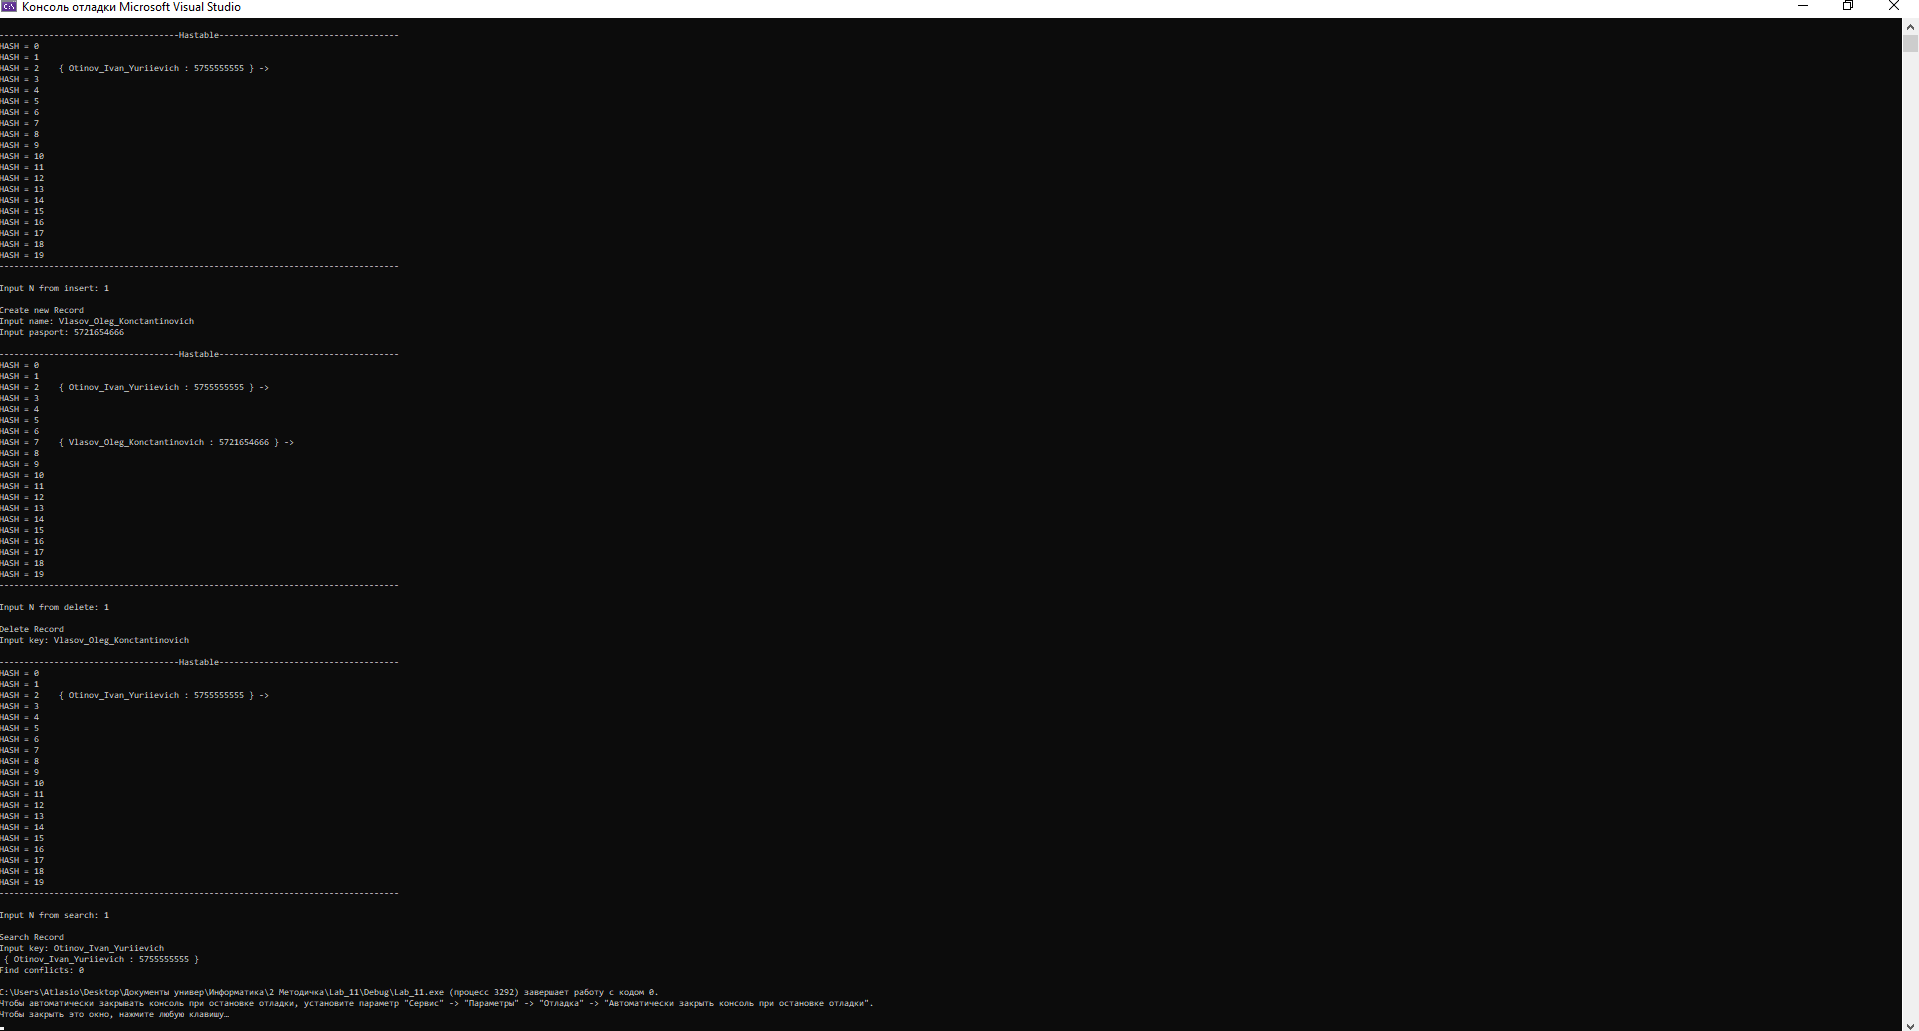 Консоль отладки Microsoft Visual Studio
------------------------------------Hastable------------------------------------
HASH = 0
HASH = 1
HASH = 2    { Otinov_Ivan_Yuriievich : 5755555555 } ->
HASH = 3
HASH = 4
HASH = 5
HASH = 6
HASH = 7
HASH = 8
HASH = 9
HASH = 10
HASH = 11
HASH = 12
HASH = 13
HASH = 14
HASH = 15
HASH = 16
HASH = 17
HASH = 18
HASH = 19
--------------------------------------------------------------------------------
Input N from insert: 1
Create new Record
Input name: Vlasov_Oleg_Konctantinovich
Input pasport: 5721654666
------------------------------------Hastable------------------------------------
HASH = 0
HASH = 1
HASH = 2    { Otinov_Ivan_Yuriievich : 5755555555 } ->
HASH = 3
HASH = 4
HASH = 5
HASH = 6
HASH = 7    { Vlasov_Oleg_Konctantinovich : 5721654666 } ->
HASH = 8
HASH = 9
HASH = 10
HASH = 11
HASH = 12
HASH = 13
HASH = 14
HASH = 15
HASH = 16
HASH = 17
HASH = 18
HASH = 19
--------------------------------------------------------------------------------
Input N from delete: 1
Delete Record
Input key: Vlasov_Oleg_Konctantinovich
------------------------------------Hastable------------------------------------
HASH = 0
HASH = 1
HASH = 2    { Otinov_Ivan_Yuriievich : 5755555555 } ->
HASH = 3
HASH = 4
HASH = 5
HASH = 6
HASH = 7
HASH = 8
HASH = 9
HASH = 10
HASH = 11
HASH = 12
HASH = 13
HASH = 14
HASH = 15
HASH = 16
HASH = 17
HASH = 18
HASH = 19
--------------------------------------------------------------------------------
Input N from search: 1
Search Record
Input key: Otinov_Ivan_Yuriievich
{ Otinov_Ivan_Yuriievich : 5755555555 }
Find conflicts: 0
C:\Users\Atlasio\Desktop\Документы универ\Информатика\2 Методичка\Lab_11\Debug\Lab_11.exe (процесс 3292) завершает работу с кодом 0.
Чтобы автоматически закрывать консоль при остановке отладки, установите параметр "Сервис" -> "Параметры" -> "Отладка" -> "Автоматически закрыть консоль при остановке отладки".
Чтобы закрыть это окно, нажмите любую клавишу…